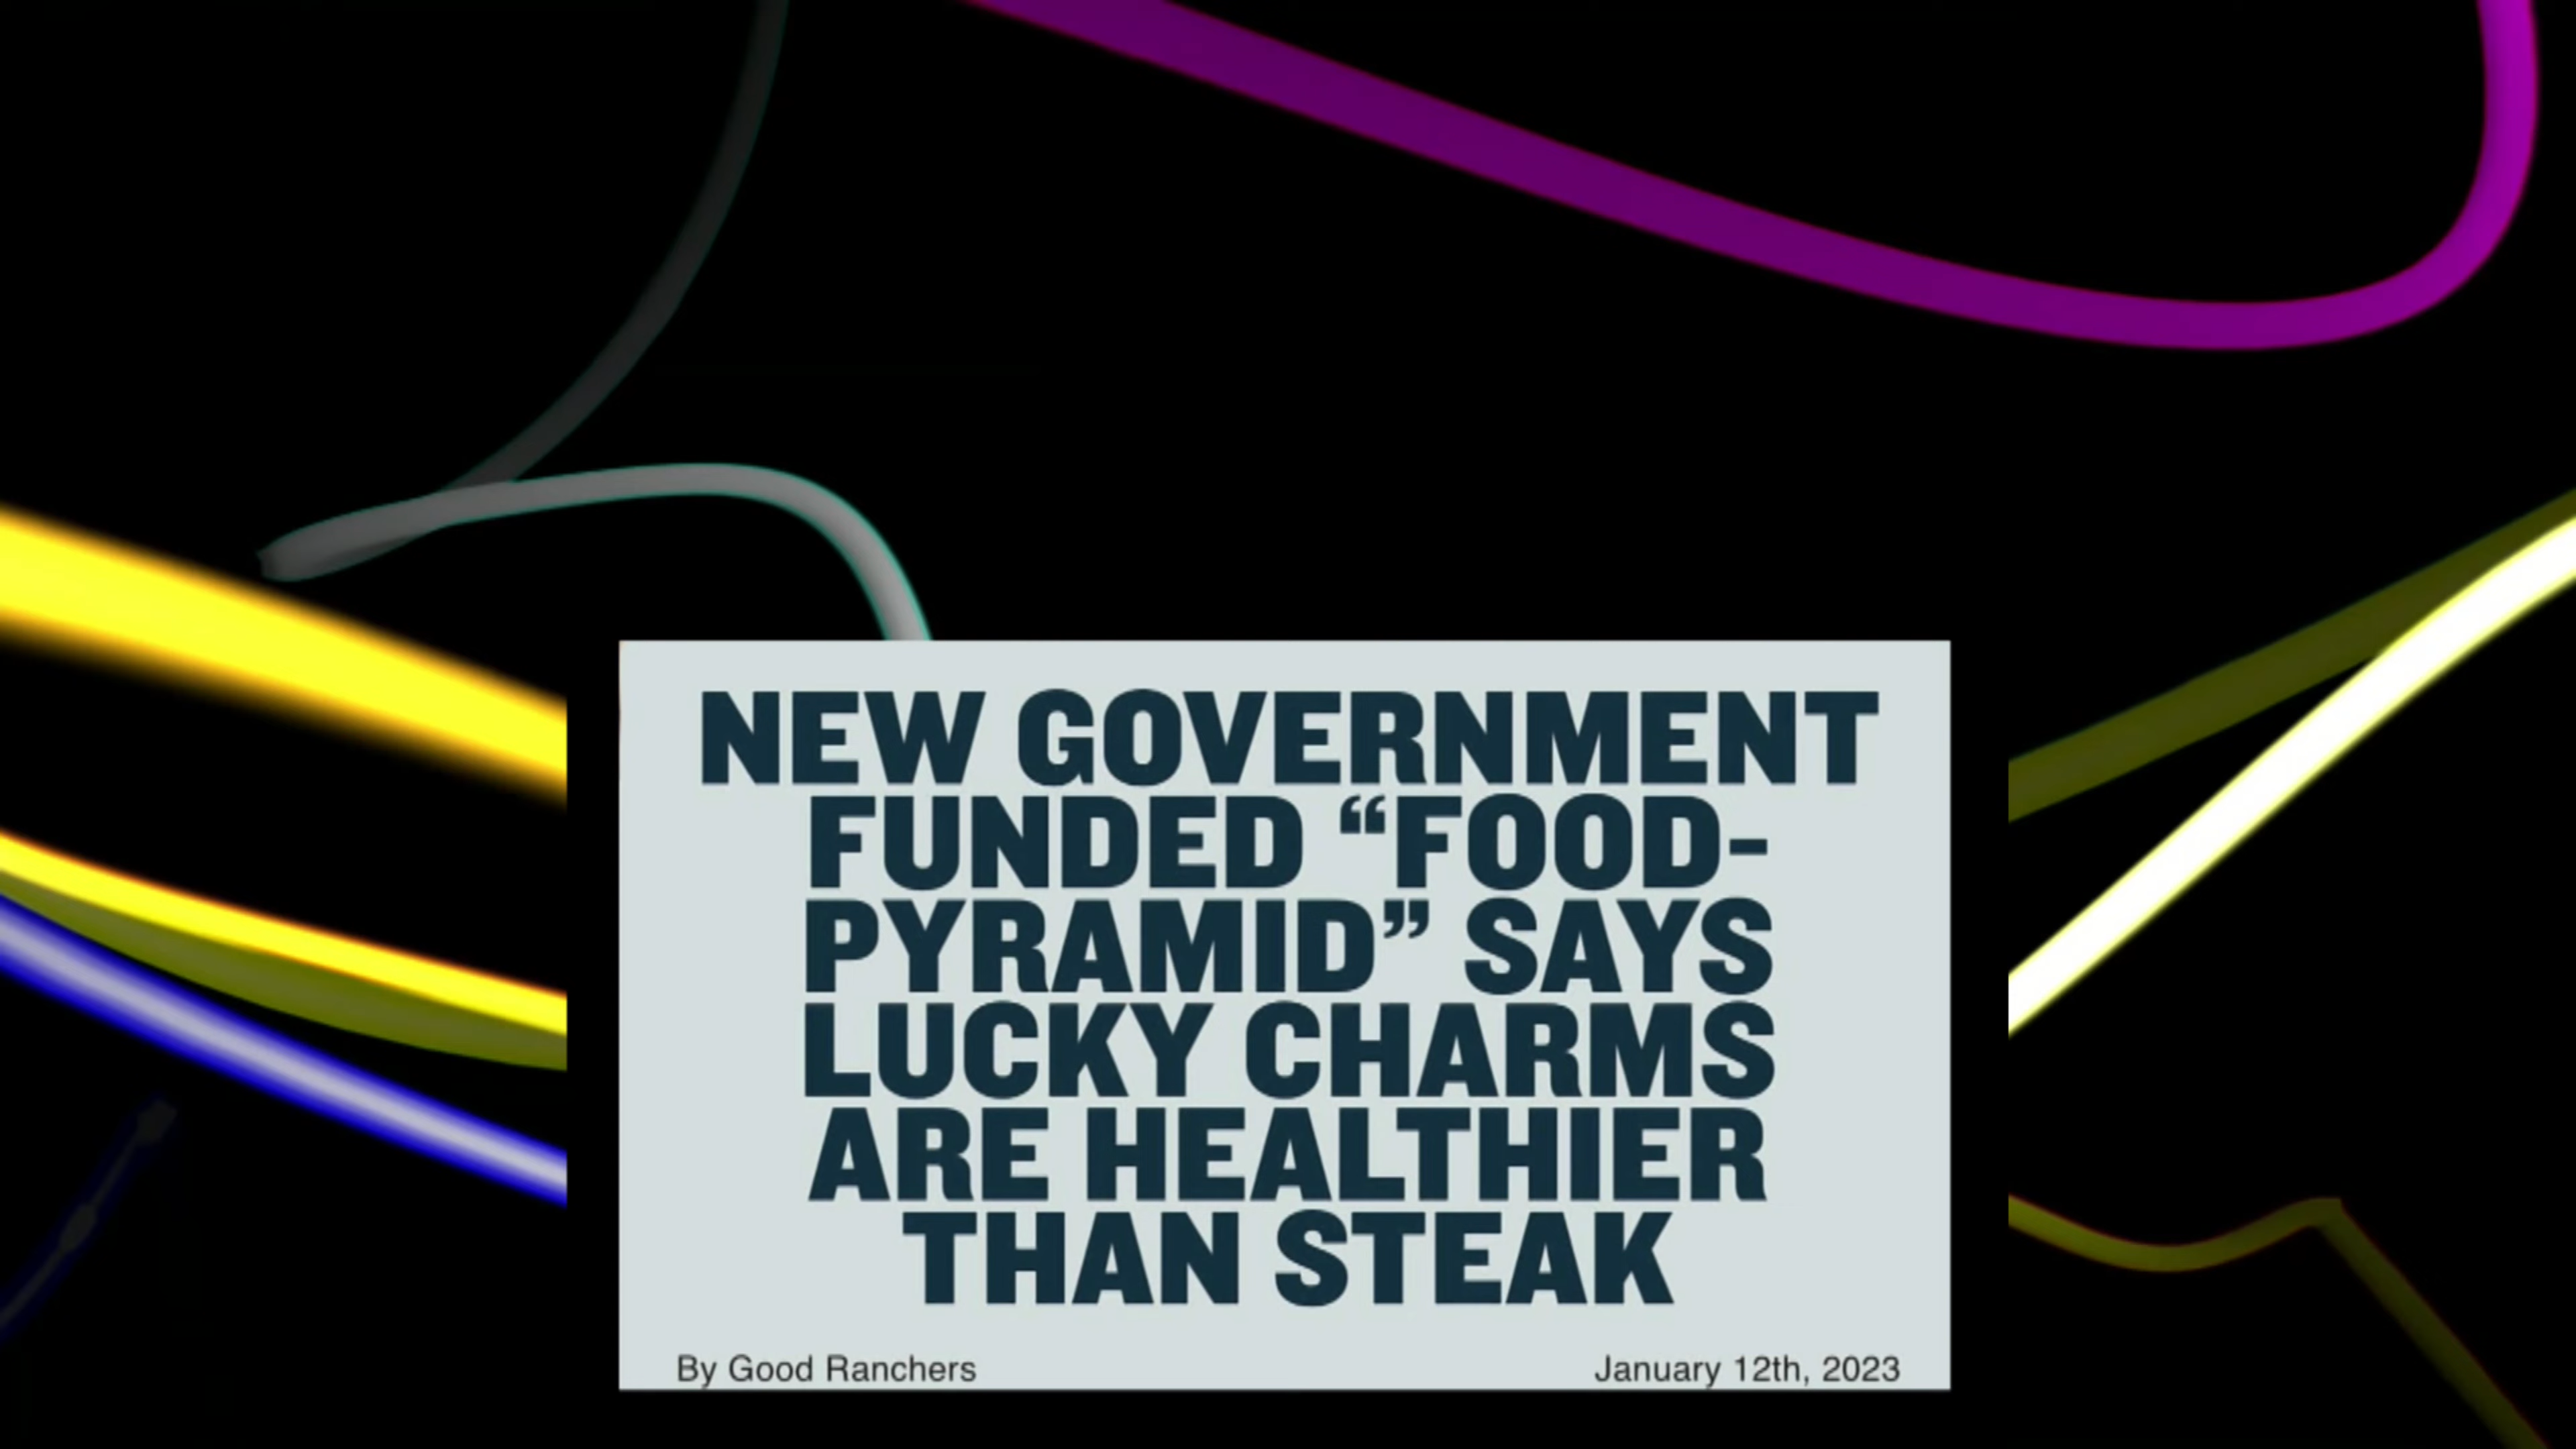 NEW GOVERNMENT
FUNDED “FOOD-
PYRAMID” SAYS
LUCKY CHARMS
ARE HEALTHIER
THAN STEAK
By Good Ranchers January 12th, 2023